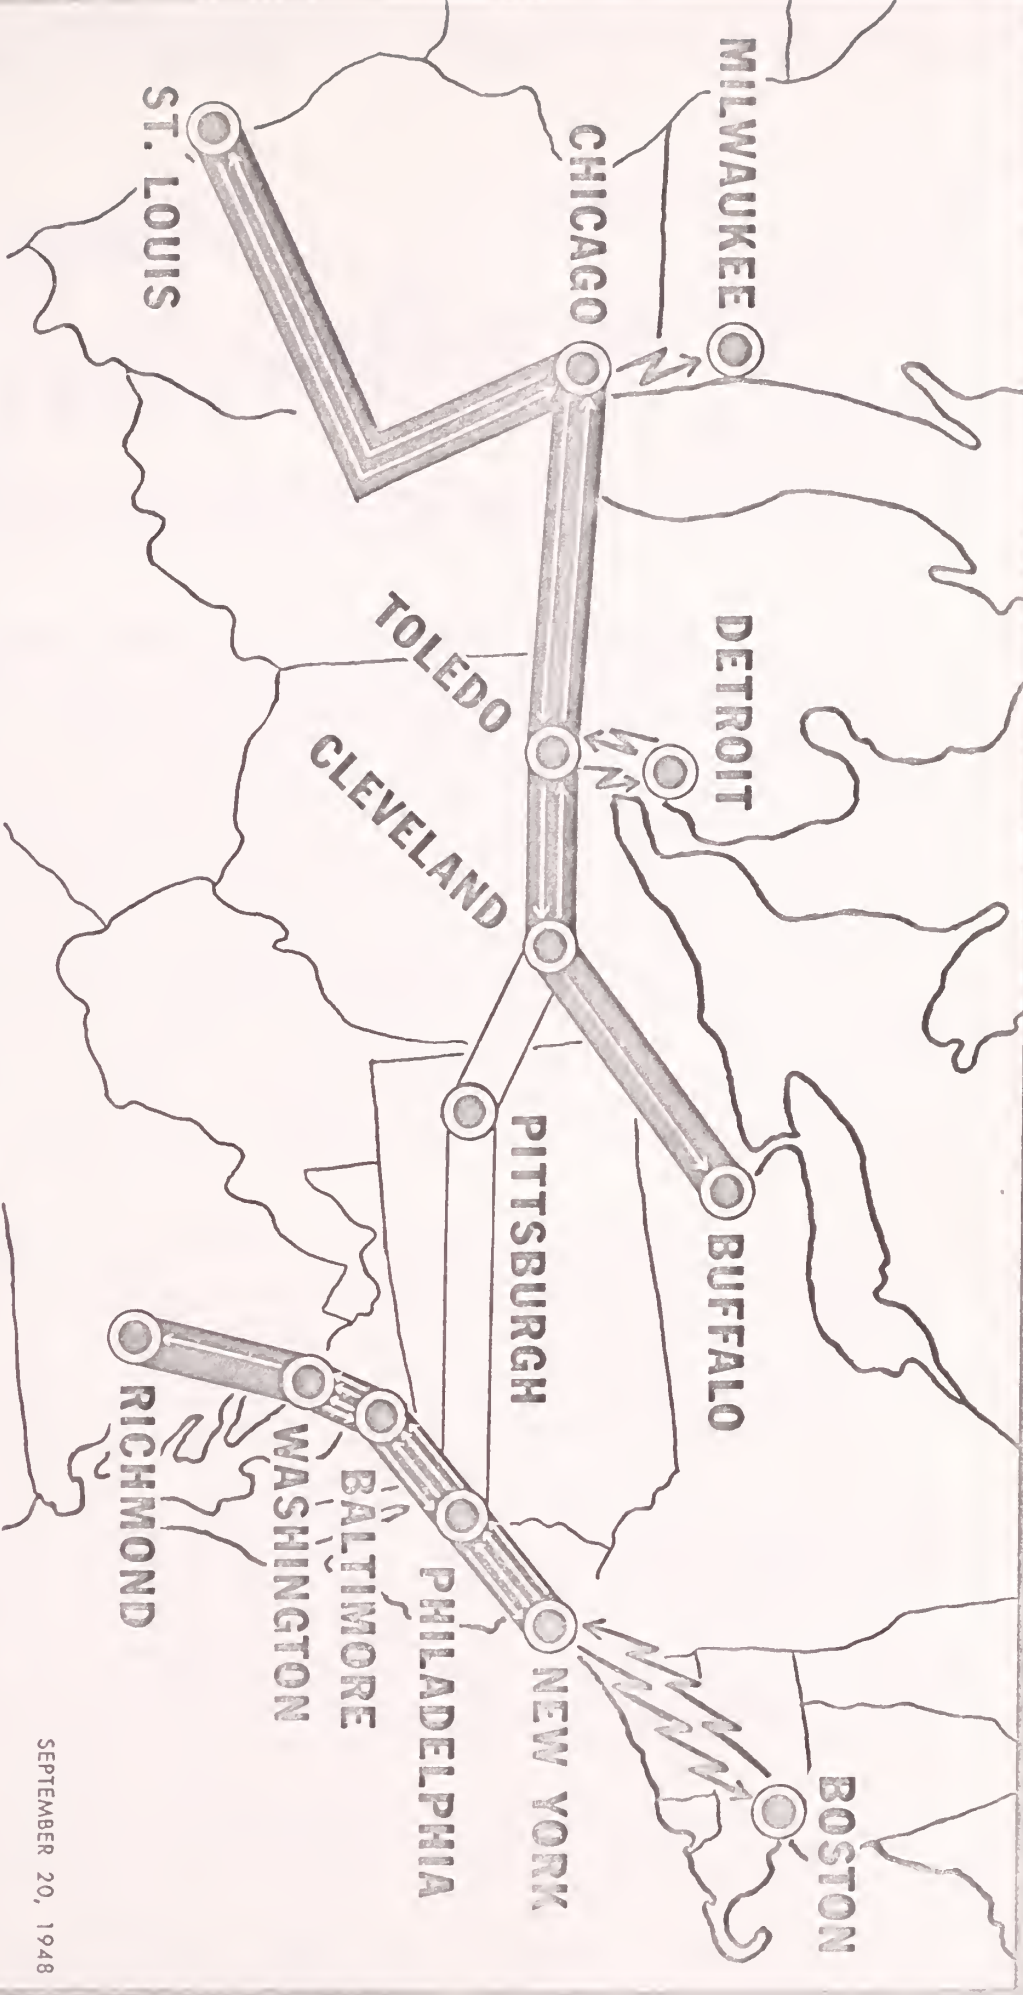 MILWAUKEE
DETROIT
BOSTON
BUFFALO
CHICAGO
TOLEDO
CLEVELAND
PITTSBURGH
NEW YORK
PHILADELPHIA
ST. LOUIS
BALTIMORE
WASHINGTON
RICHMOND
SEPTEMBER 20, 1948